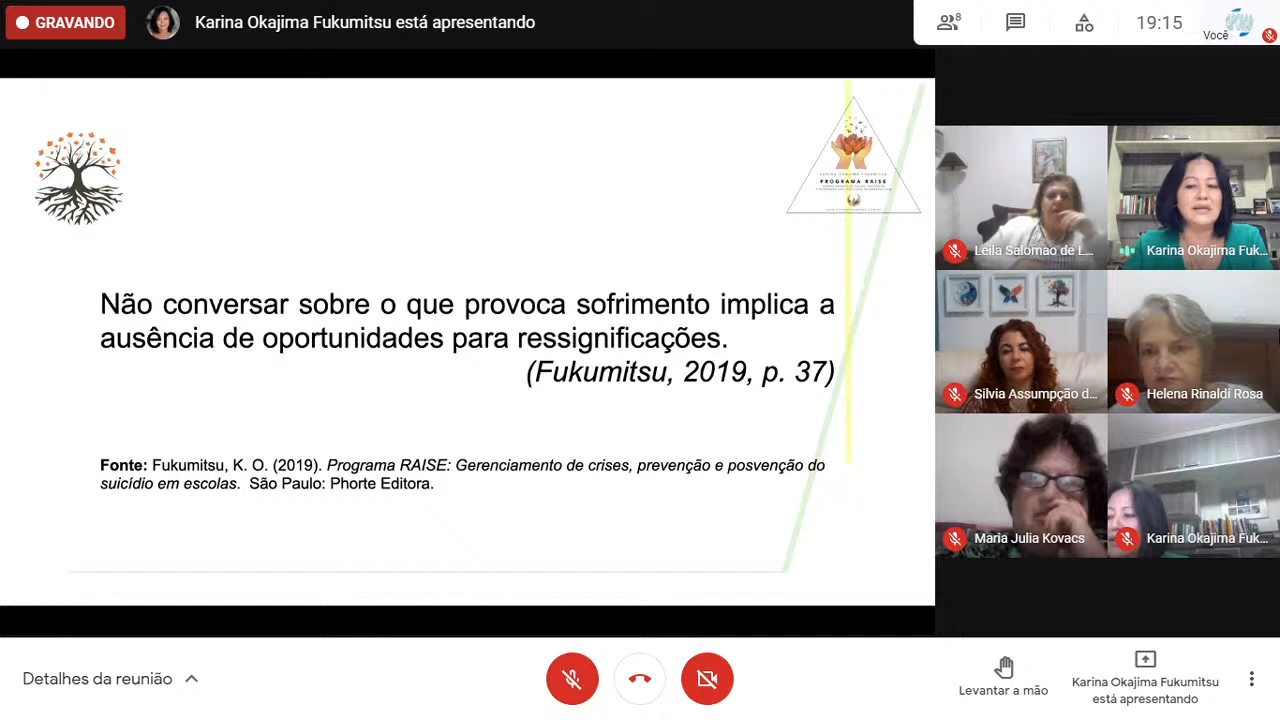 GRAVANDO
Karina Okajima Fukumitsu está apresentando
8
19:15
Você
PROGRAMA RAISE
Não conversar sobre o que provoca sofrimento implica a
ausência de oportunidades para ressignificações.
(Fukumitsu, 2019, p. 37)
Fonte: Fukumitsu, K. O. (2019). Programa RAISE: Gerenciamento de crises, prevenção e posvenção do
suicídio em escolas. São Paulo: Phorte Editora.
Leila Salomão de L...
Karina Okajima Fuk...
Silvia Assumpção d...
Helena Rinaldi Rosa
Maria Julia Kovacs
Karina Okajima Fuk...
Detalhes da reunião
Levantar a mão
Karina Okajima Fukumitsu
está apresentando